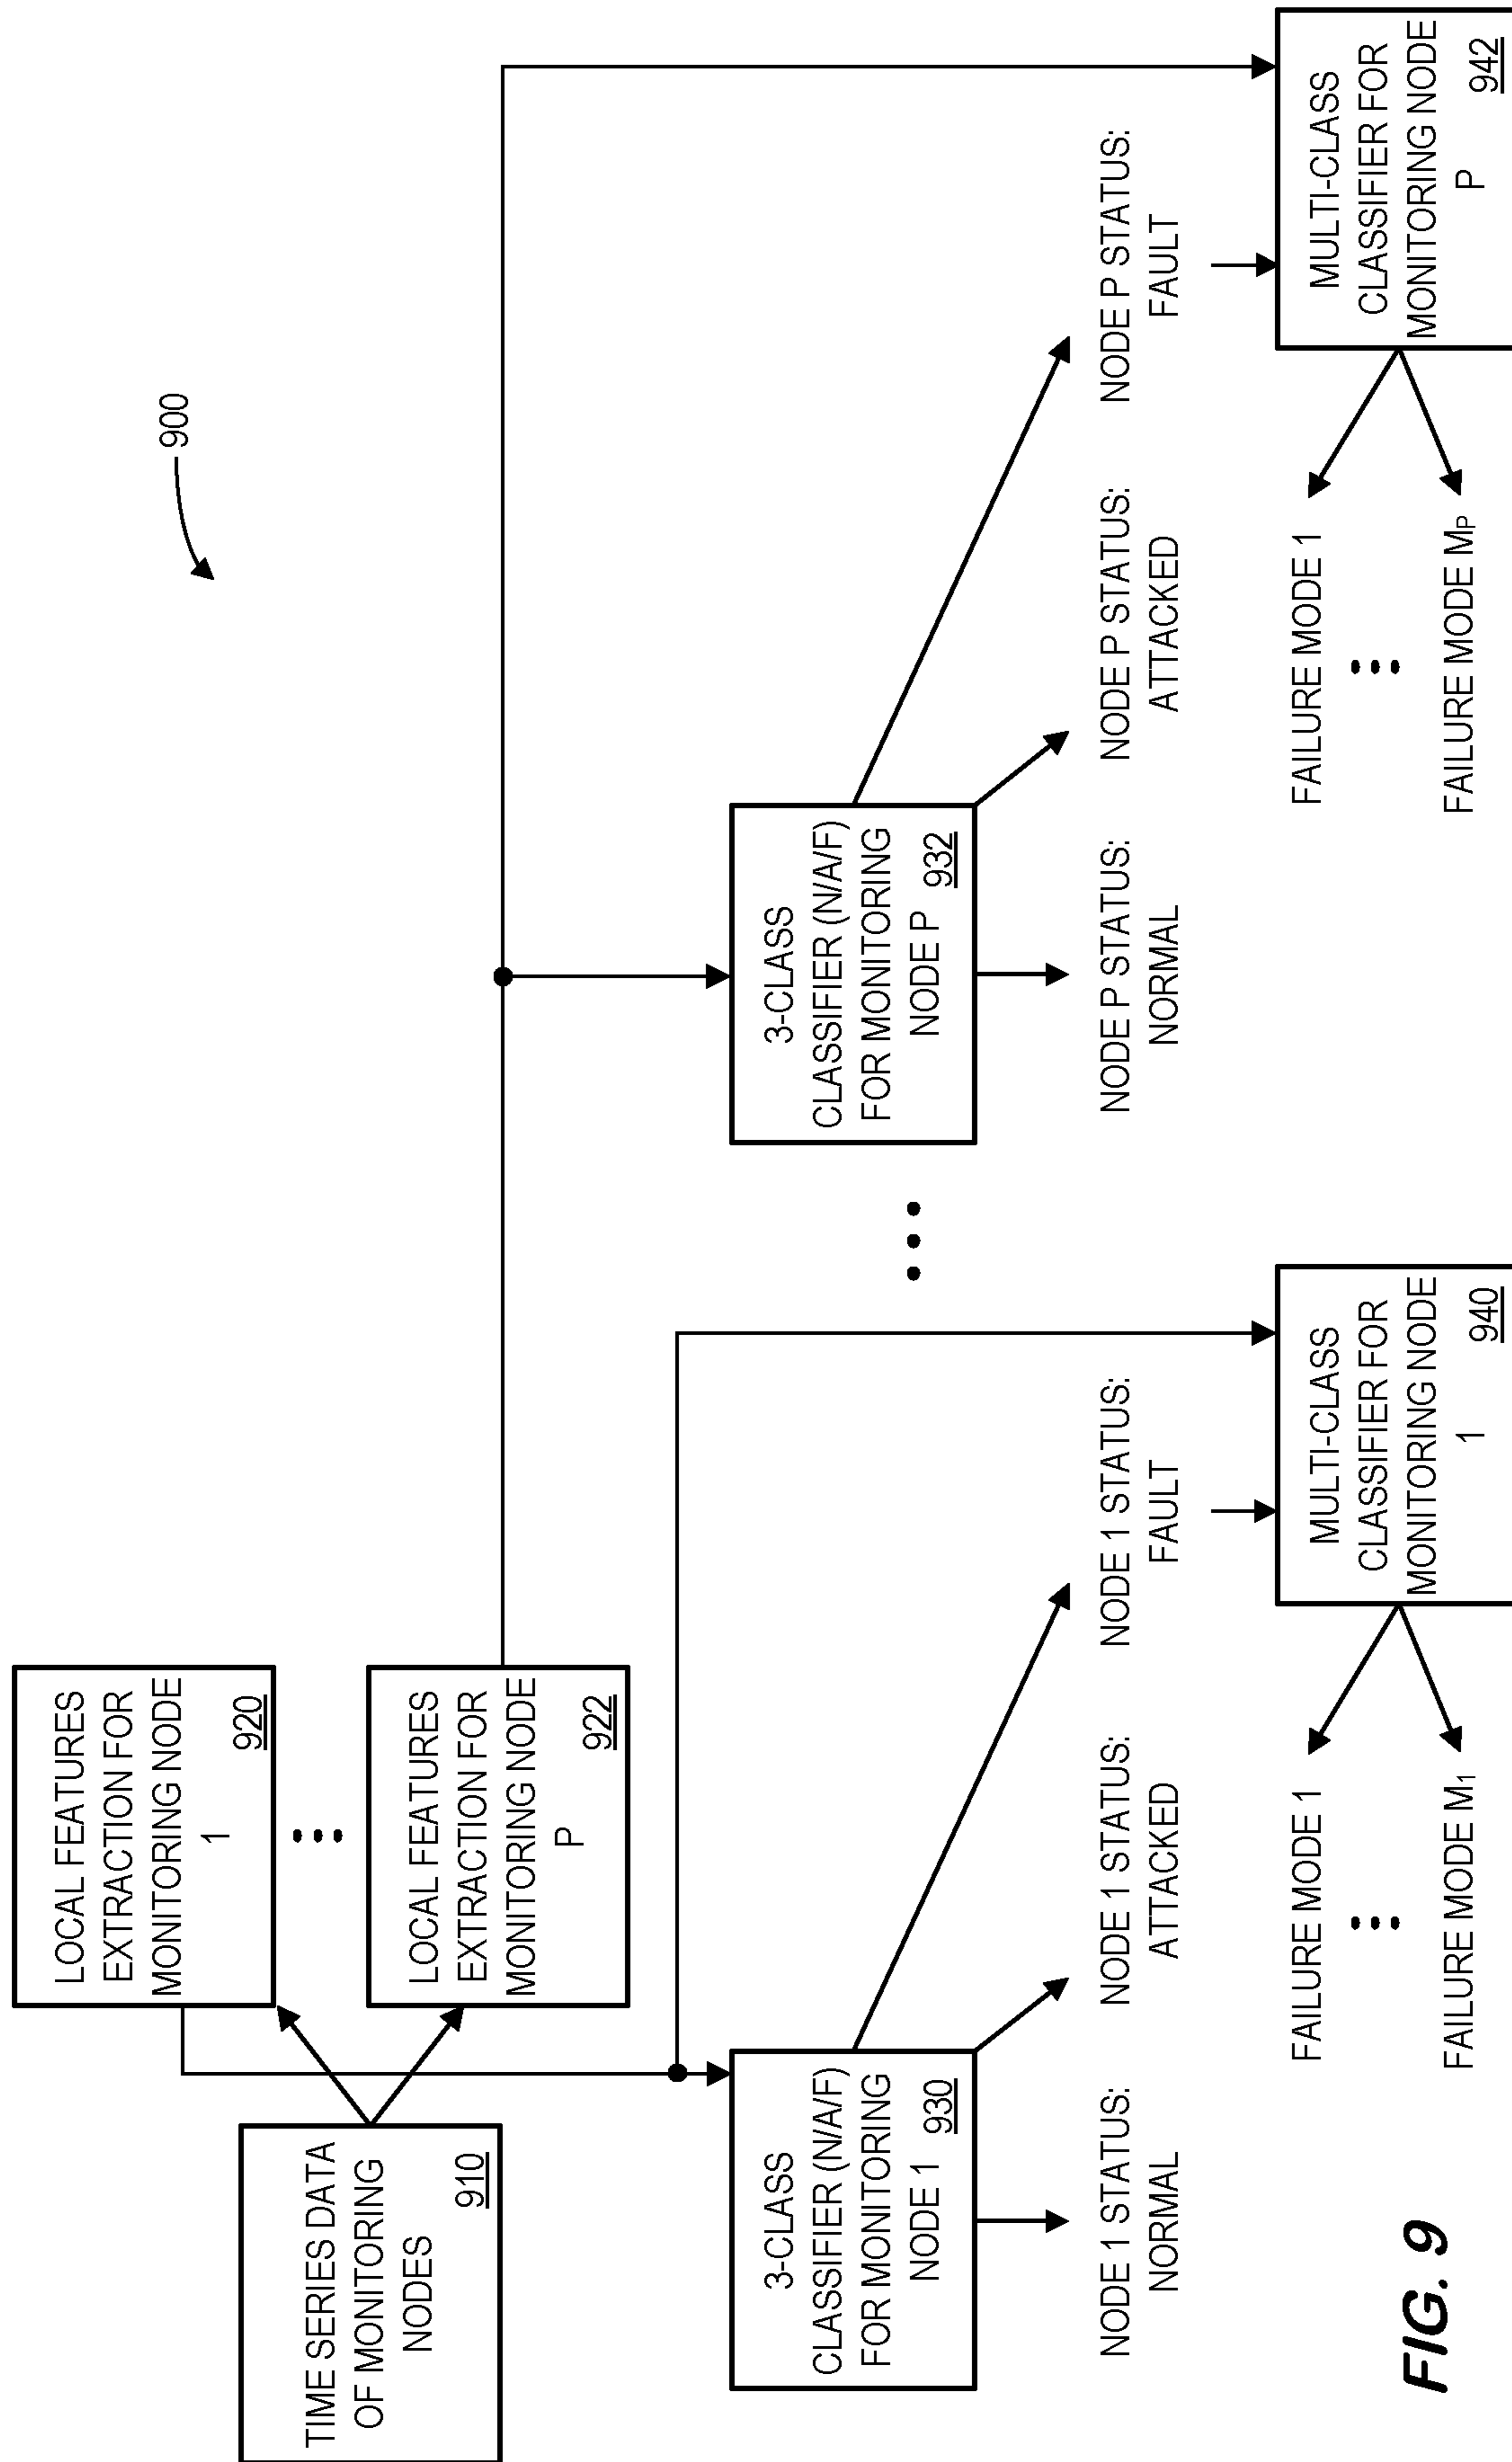 900
TIME SERIES DATA
OF MONITORING
NODES
910
LOCAL FEATURES
EXTRACTION FOR
MONITORING NODE
1
920
LOCAL FEATURES
EXTRACTION FOR
MONITORING NODE
P
922
3-CLASS
CLASSIFIER (N/A/F)
FOR MONITORING
NODE 1
930
3-CLASS
CLASSIFIER (N/A/F)
FOR MONITORING
NODE P
932
NODE 1 STATUS:
NORMAL
NODE 1 STATUS:
ATTACKED
NODE 1 STATUS:
FAULT
NODE P STATUS:
NORMAL
NODE P STATUS:
ATTACKED
NODE P STATUS:
FAULT
FAILURE MODE 1
FAILURE MODE M1
MULTI-CLASS
CLASSIFIER FOR
MONITORING NODE
1
940
FAILURE MODE 1
FAILURE MODE MP
MULTI-CLASS
CLASSIFIER FOR
MONITORING NODE
P
942
FIG. 9